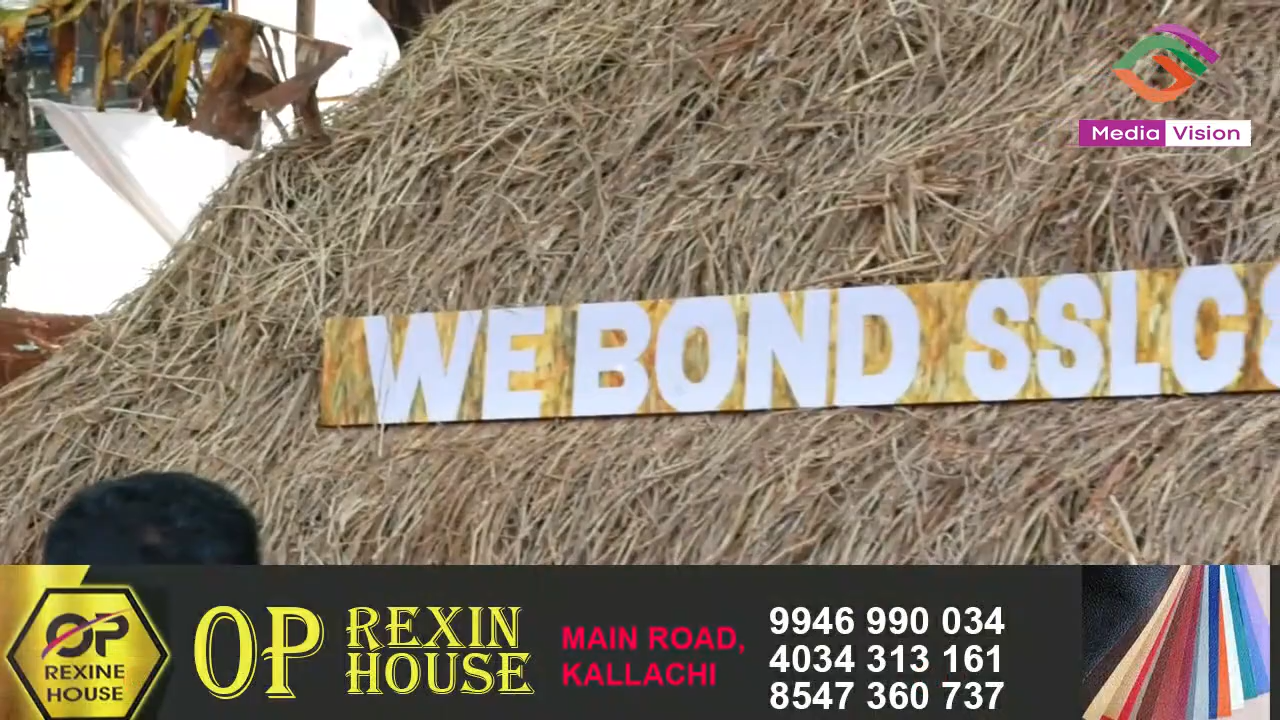 Media Vision
WE BOND SSLC&
OP
REXINE
HOUSE
OP REXIN
HOUSE
MAIN ROAD,
KALLACHI
9946 990 034
4034 313 161
8547 360 737